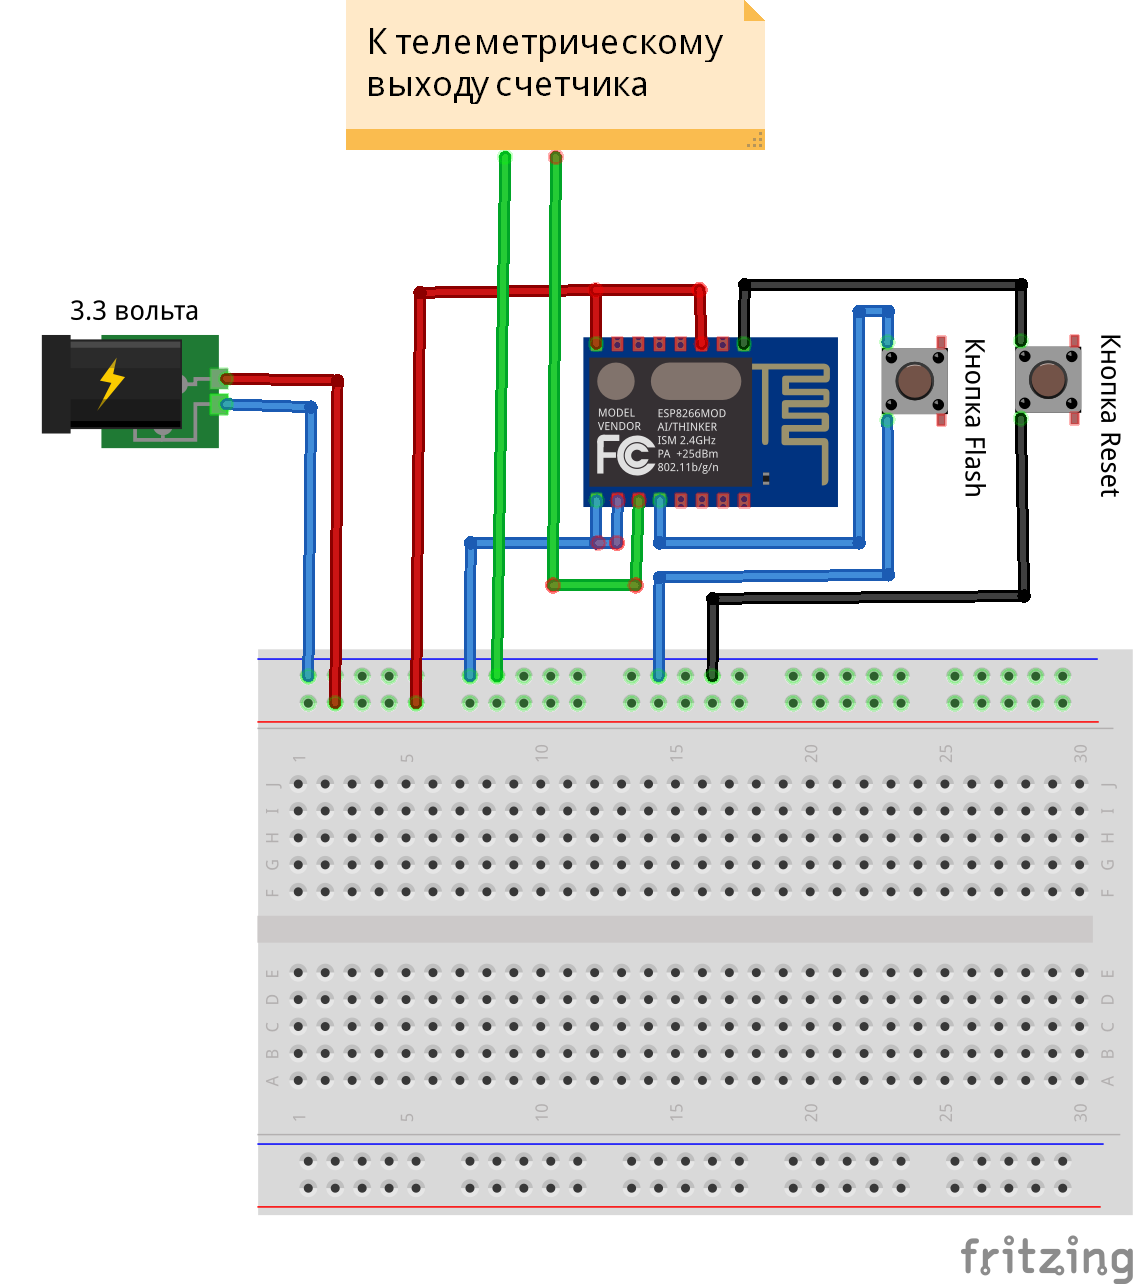 К телеметрическому
выходу счетчика
3.3 вольта
MODEL
VENDOR
ESP8266MOD
AI/THINKER
ISM 2.4GHz
PA +25dBm
802.11b/g/n
FC
Кнопка Flash
Кнопка Reset
1 5 10 15 20 25 30
J J
I I
H H
G G
F F
E E
D D
C C
B B
A A
1 5 10 15 20 25 30
fritzing